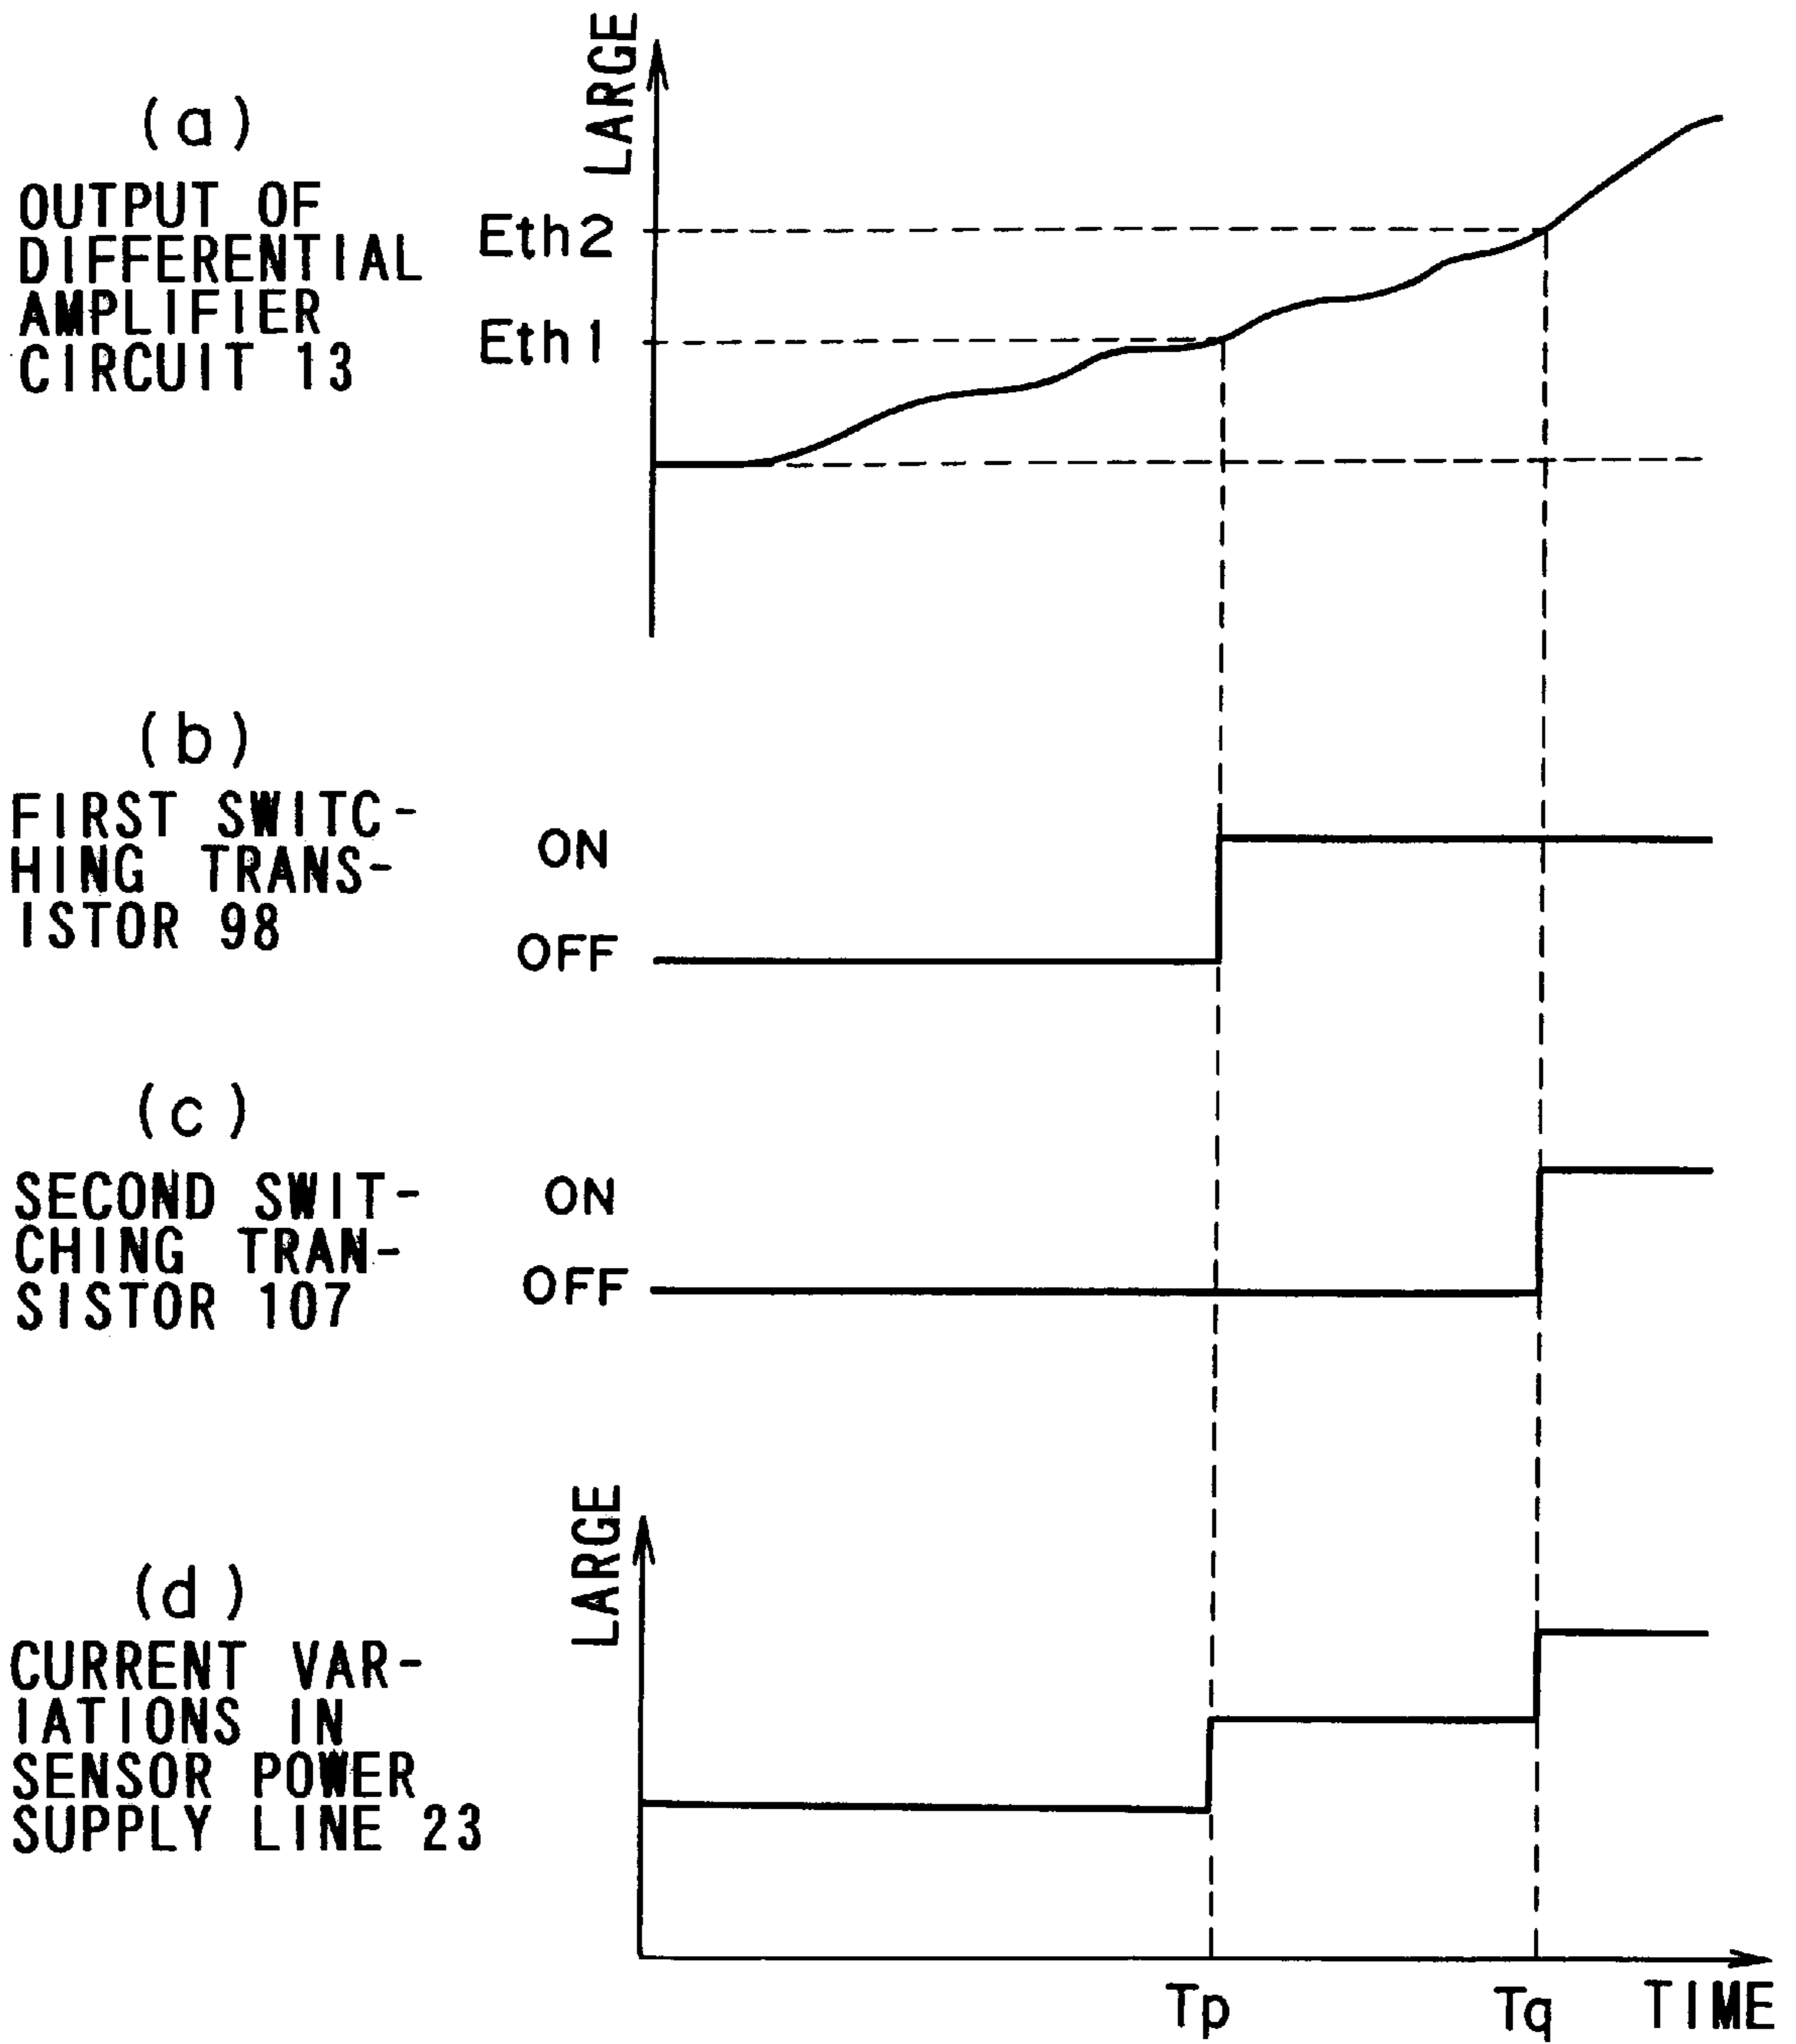 (a)
OUTPUT OF
DIFFERENTIAL
AMPLIFIER
CIRCUIT 13
LARGE
Eth2
Eth1
(b)
FIRST SWITC-
HING TRANS-
ISTOR 98
ON
OFF
(c)
SECOND SWIT-
CHING TRAN-
SISTOR 107
ON
OFF
(d)
CURRENT VAR-
IATIONS IN
SENSOR POWER
SUPPLY LINE 23
LARGE
Tp
Tq
TIME